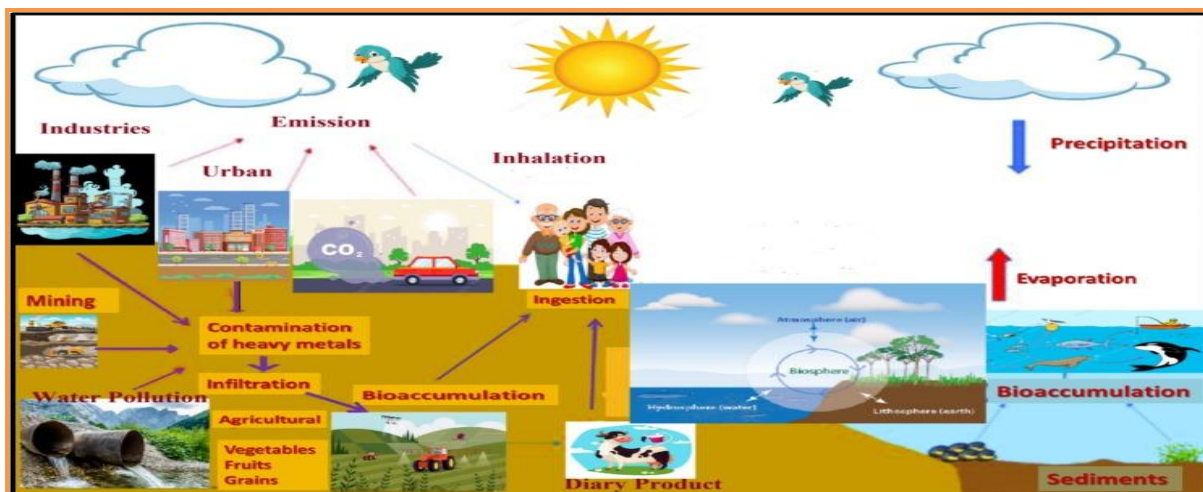 Industries
Emission
Urban
Inhalation
Precipitation
CO₂
Evaporation
Mining
Ingestion
Contamination
of heavy metals
Atmosphere (air)
Biosphere
Infiltration
Water Pollution
Bioaccumulation
Bioaccumulation
Hydrosphere (water)
Lithosphere (earth)
Agricultural
Vegetables
Fruits
Grains
Diary Product
Sediments